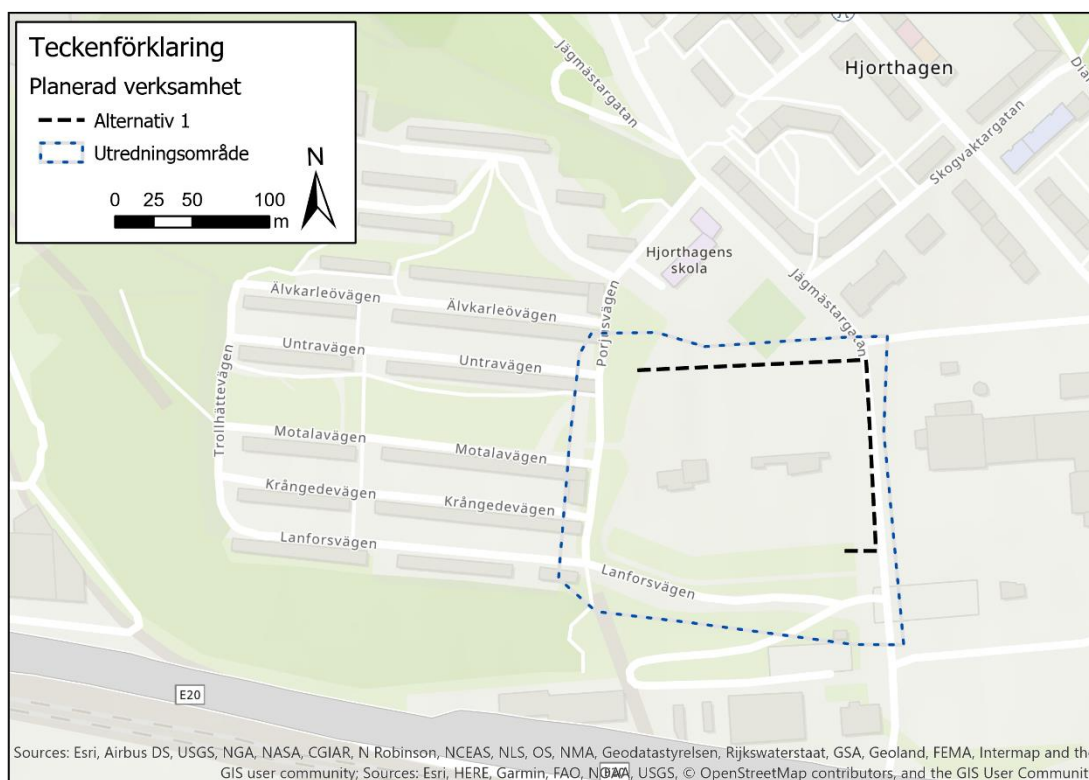 Teckenförklaring
Planerad verksamhet
Alternativ 1
Utredningsområde
N
0 25 50 100
m
Jägmästargatan
Hjorthagen
Skogvaktargatan
Hjorthagens
skola
Jägmästargatan
Porjusvägen
Älvkarleövägen
Älvkarleövägen
Untravägen
Untravägen
Trollhättevägen
Motalavägen
Motalavägen
Krångedevägen
Krångedevägen
Lanforsvägen
Lanforsvägen
E20
E20
Sources: Esri, Airbus DS, USGS, NGA, NASA, CGIAR, N Robinson, NCEAS, NLS, OS, NMA, Geodatastyrelsen, Rijkswaterstaat, GSA, Geoland, FEMA, Intermap and the
GIS user community; Sources: Esri, HERE, Garmin, FAO, NOAA, USGS, © OpenStreetMap contributors, and the GIS User Commun